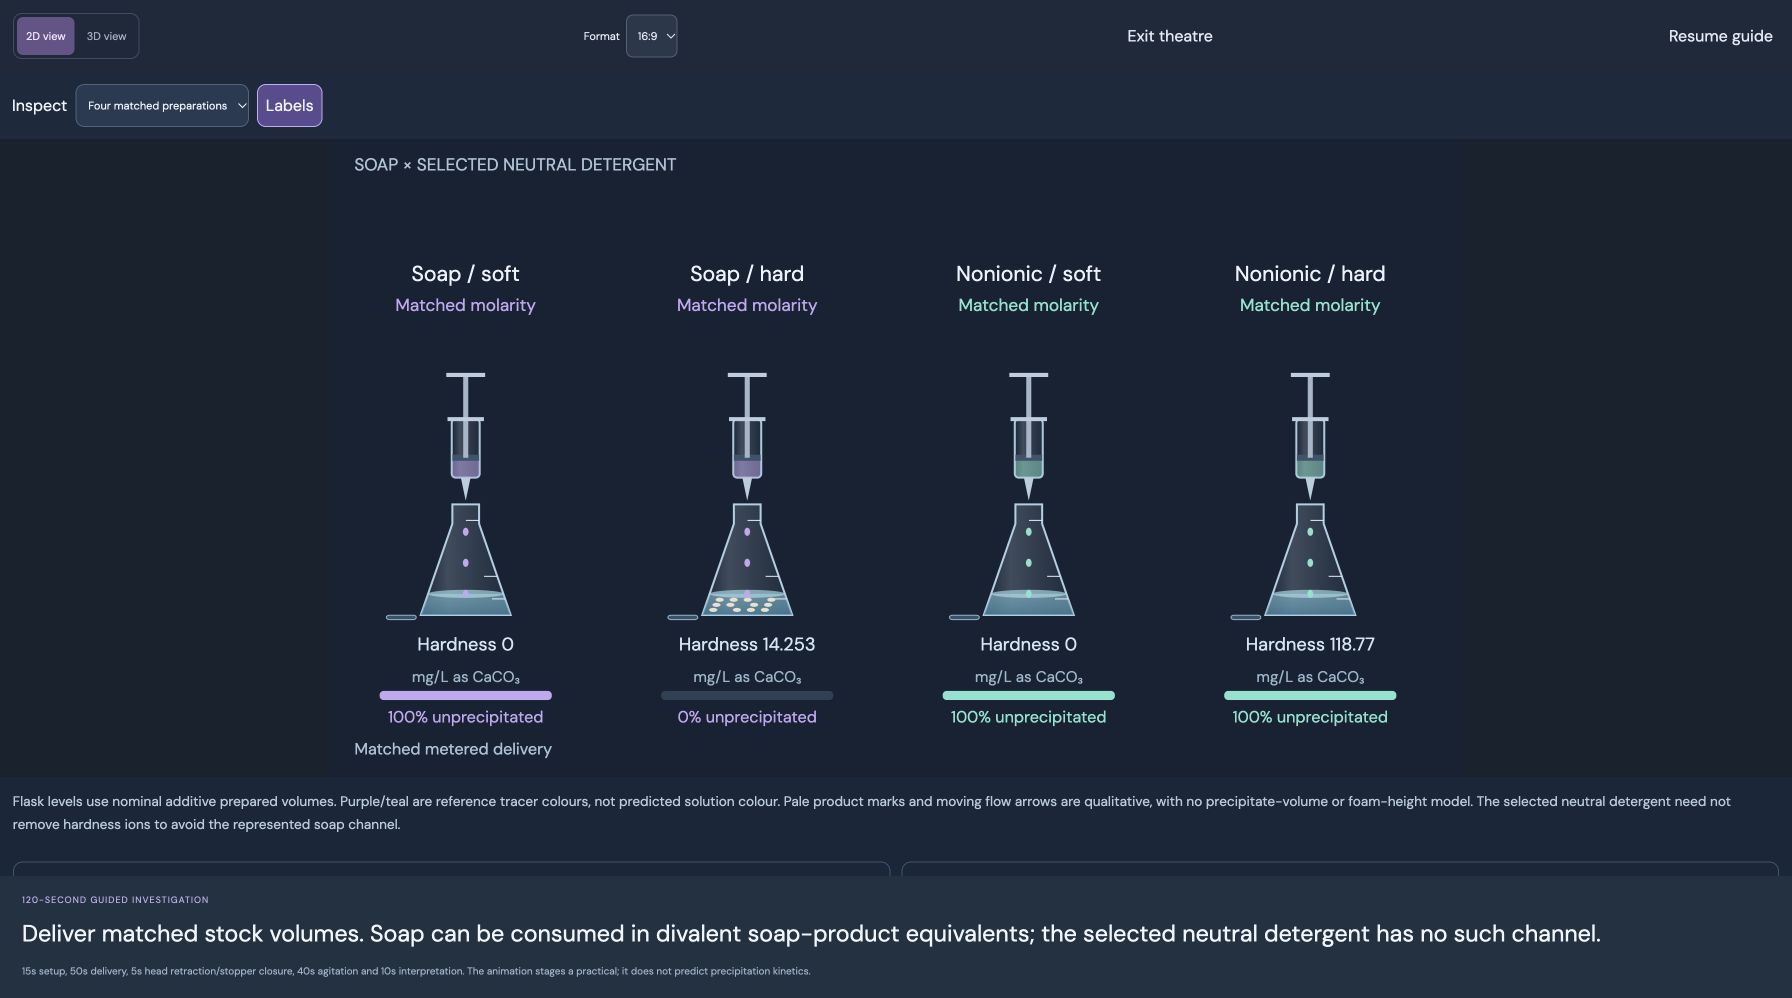 2D view
3D view
Format
16:9
Exit theatre
Resume guide
Inspect
Four matched preparations
Labels
SOAP × SELECTED NEUTRAL DETERGENT
Soap / soft
Matched molarity
Soap / hard
Matched molarity
Nonionic / soft
Matched molarity
Nonionic / hard
Matched molarity
Hardness 0
mg/L as CaCO₃
100% unprecipitated
Hardness 14.253
mg/L as CaCO₃
0% unprecipitated
Hardness 0
mg/L as CaCO₃
100% unprecipitated
Hardness 118.77
mg/L as CaCO₃
100% unprecipitated
Matched metered delivery
Flask levels use nominal additive prepared volumes. Purple/teal are reference tracer colours, not predicted solution colour. Pale product marks and moving flow arrows are qualitative, with no precipitate-volume or foam-height model. The selected neutral detergent need not
remove hardness ions to avoid the represented soap channel.
120-SECOND GUIDED INVESTIGATION
Deliver matched stock volumes. Soap can be consumed in divalent soap-product equivalents; the selected neutral detergent has no such channel.
15s setup, 50s delivery, 5s head retraction/stopper closure, 40s agitation and 10s interpretation. The animation stages a practical; it does not predict precipitation kinetics.